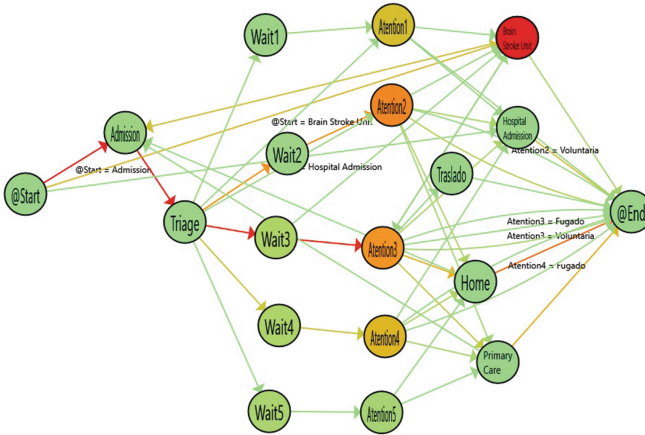 Wait1
Atention1
Brain
Stroke Unit
Admission
@Start = Brain Stroke Unit
Atention2
Hospital
Admission
Atention2 = Voluntaria
@Start = Admission
Wait2
= Hospital Admission
Traslado
@Start
Triage
Wait3
Atention3
Atention3 = Fugado
Atention3 = Voluntaria
@End
Atention4 = Fugado
Home
Wait4
Atention4
Primary
Care
Wait5
Atention5